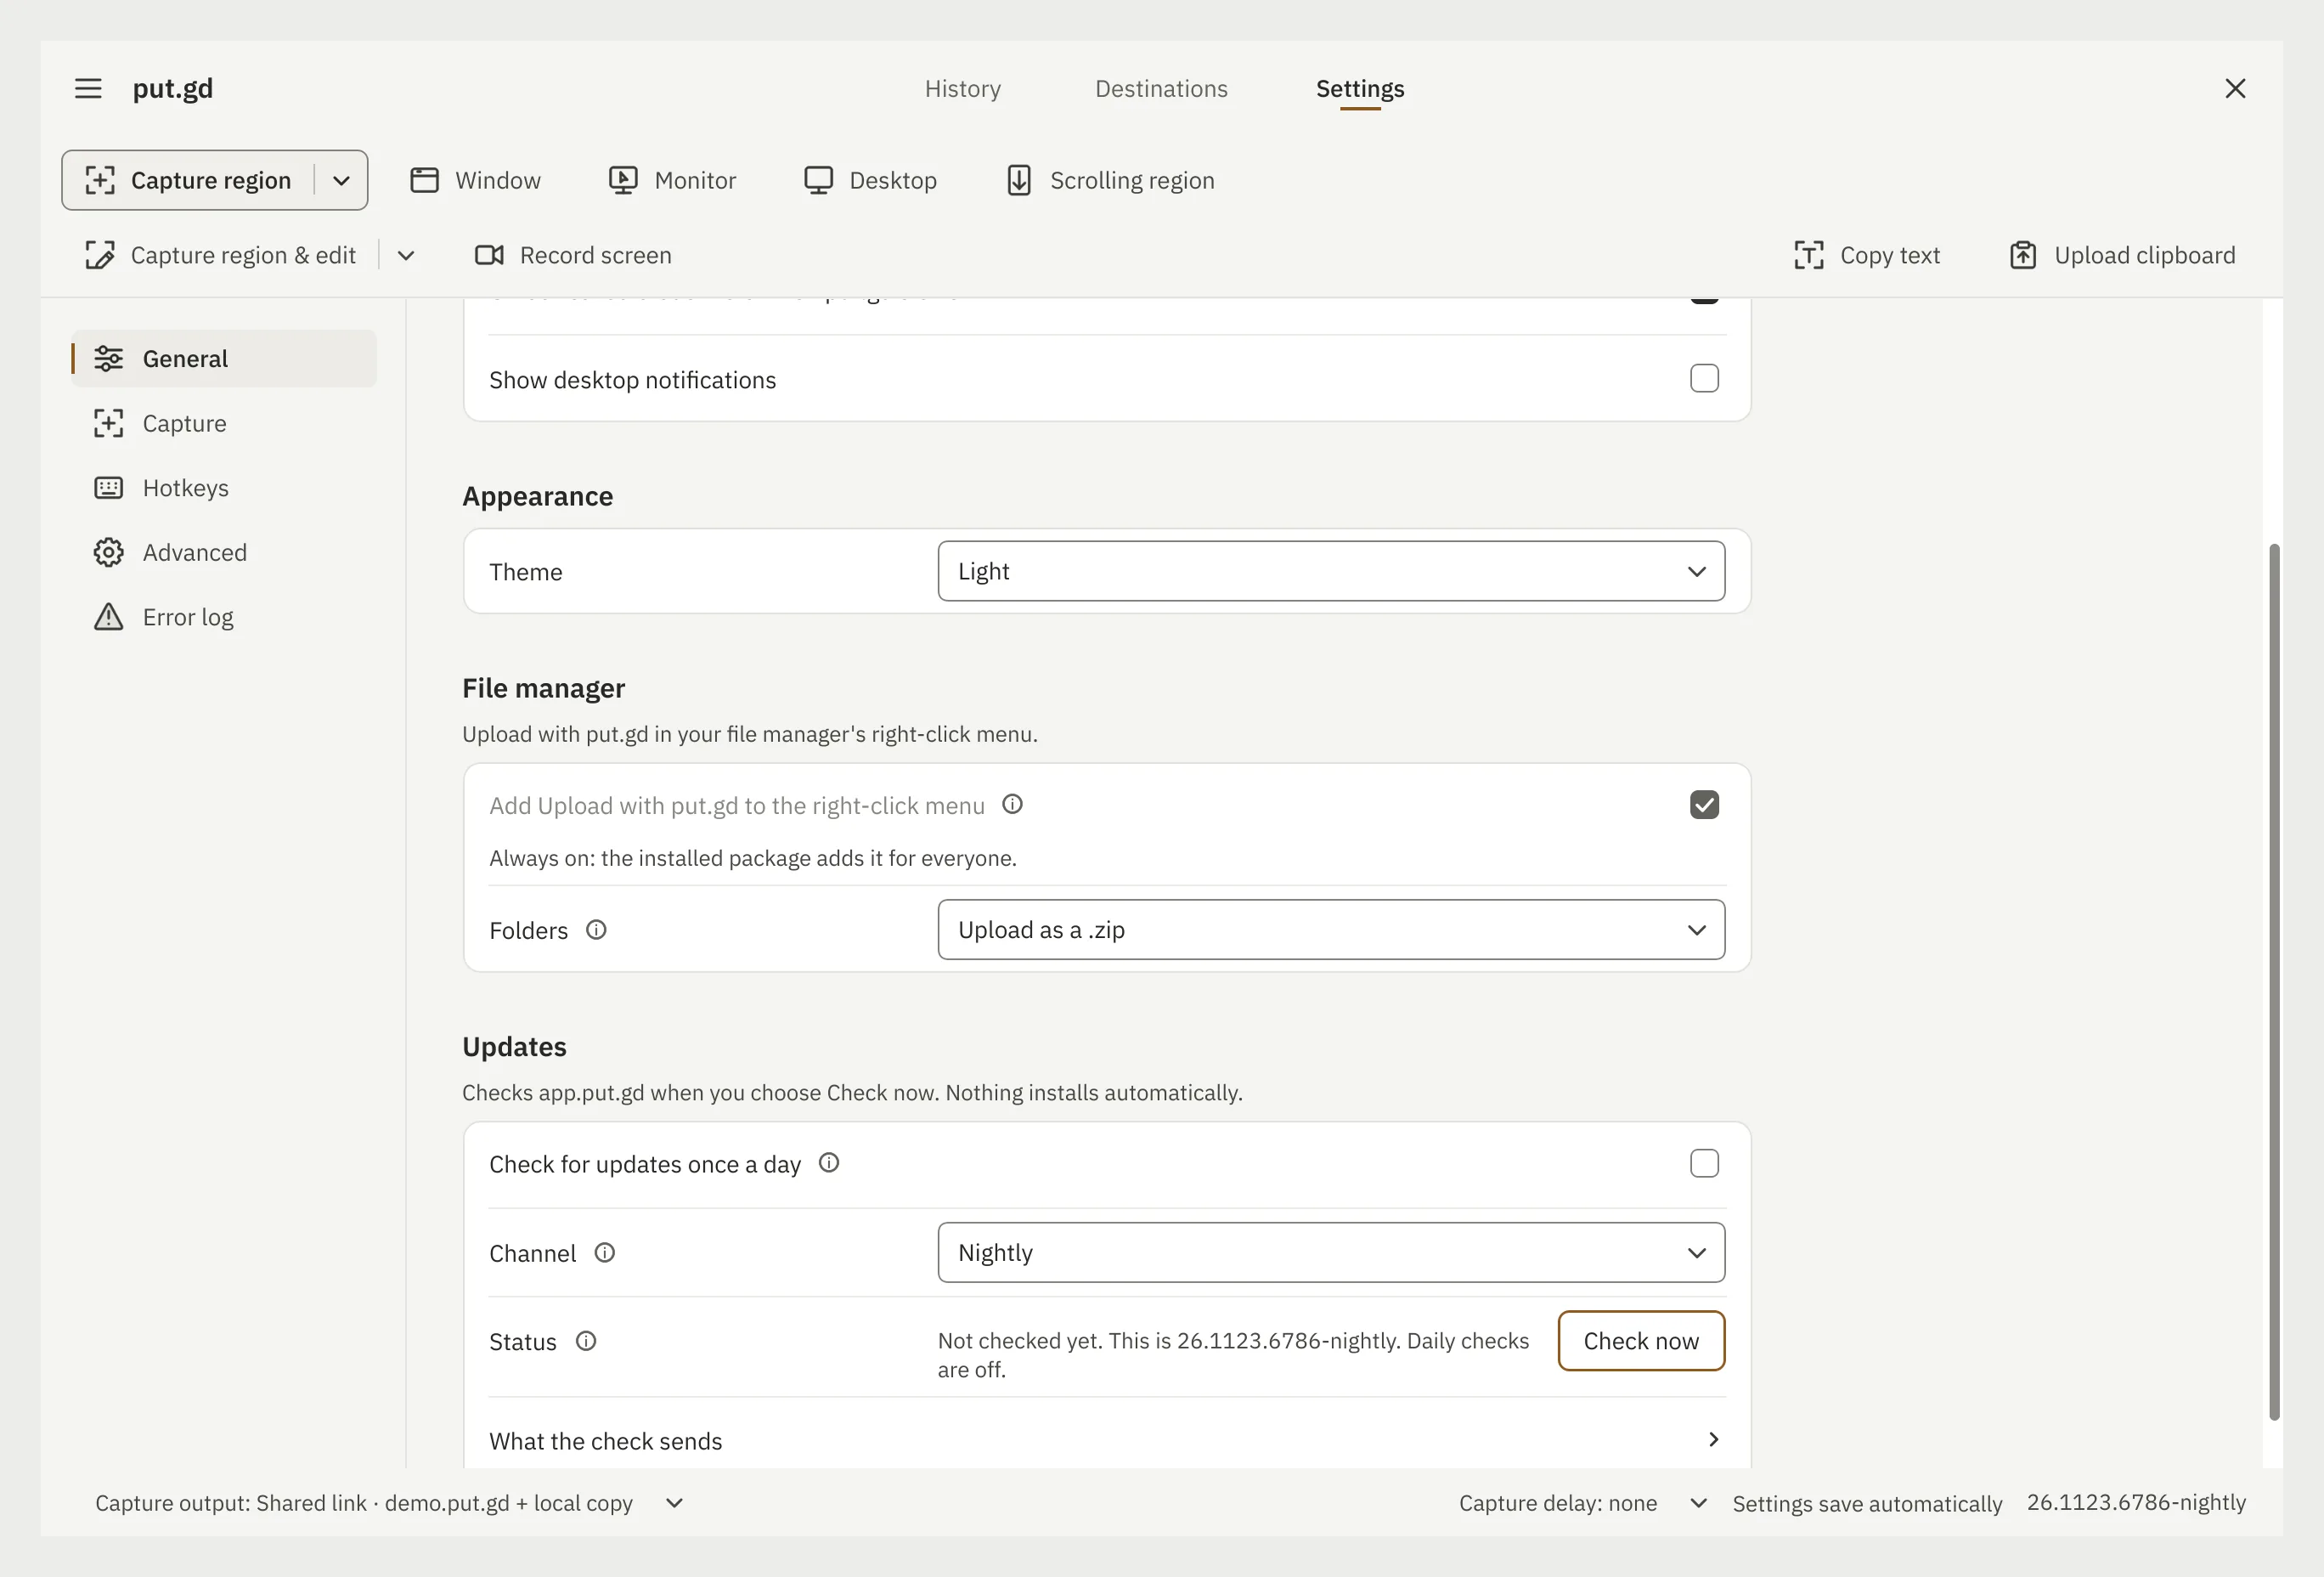 put.gd
History
Destinations
Settings
Capture region
Window
Monitor
Desktop
Scrolling region
Capture region & edit
Record screen
Copy text
Upload clipboard
General
Capture
Hotkeys
Advanced
Error log
Show desktop notifications
Appearance
Theme
Light
File manager
Upload with put.gd in your file manager's right-click menu.
Add Upload with put.gd to the right-click menu
Always on: the installed package adds it for everyone.
Folders
Upload as a .zip
Updates
Checks app.put.gd when you choose Check now. Nothing installs automatically.
Check for updates once a day
Channel
Nightly
Status
Not checked yet. This is 26.1123.6786-nightly. Daily checks
are off.
Check now
What the check sends
Capture output: Shared link · demo.put.gd + local copy
Capture delay: none
Settings save automatically
26.1123.6786-nightly